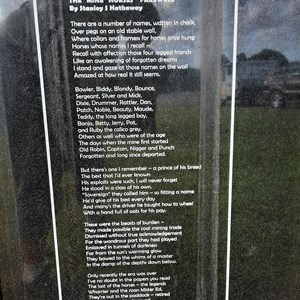 THE MINE HORSES' FAREWELL
By Stanley J Hathaway
There are a number of names, written in chalk,
Over pegs on an old stable wall,
Where collars and harness for horses once hung
Horses whose names I recall -
Recall with affection those four legged friends
Like an awakening of forgotten dreams
I stand and gaze at those names on the wall
Amazed at how real it still seems.
Bowler, Biddy, Blondy, Bounce,
Sergeant, Silver and Mick,
Dixie, Drummer, Rattler, Dan,
Patch, Noble, Beauty, Maude,
Teddy, the long legged bay,
Banjo, Betty, Jerry, Pot,
and Ruby the calico grey.
Others as well who were of the age
The days when the mine first started
Old Robin, Captain, Nigger and Punch
Forgotten and long since departed.
But there's one I remember - a prince of his breed
The best that I'd ever known
His exploits were such, I will never forget
He stood in a class of his own.
"Sovereign" they called him - so fitting a name
He'd give of his best every day
And many's the driver he taught how to wheel
With a hand full of oats for his pay.
There were the beasts of burden -
They made possible the coal mining trade
Dismissed without true acknowledgement
For the wondrous part they had played
Enslaved in tunnels of darkness
Far from the sun's warming glow
They bowed to the whims of a master
In the damp of the depths down below.
Only recently the era was over
I've no doubt in the papers you read
The last of the horses - the legends
Warrior and the roan Mister Ed,
They're out in the paddock - retired